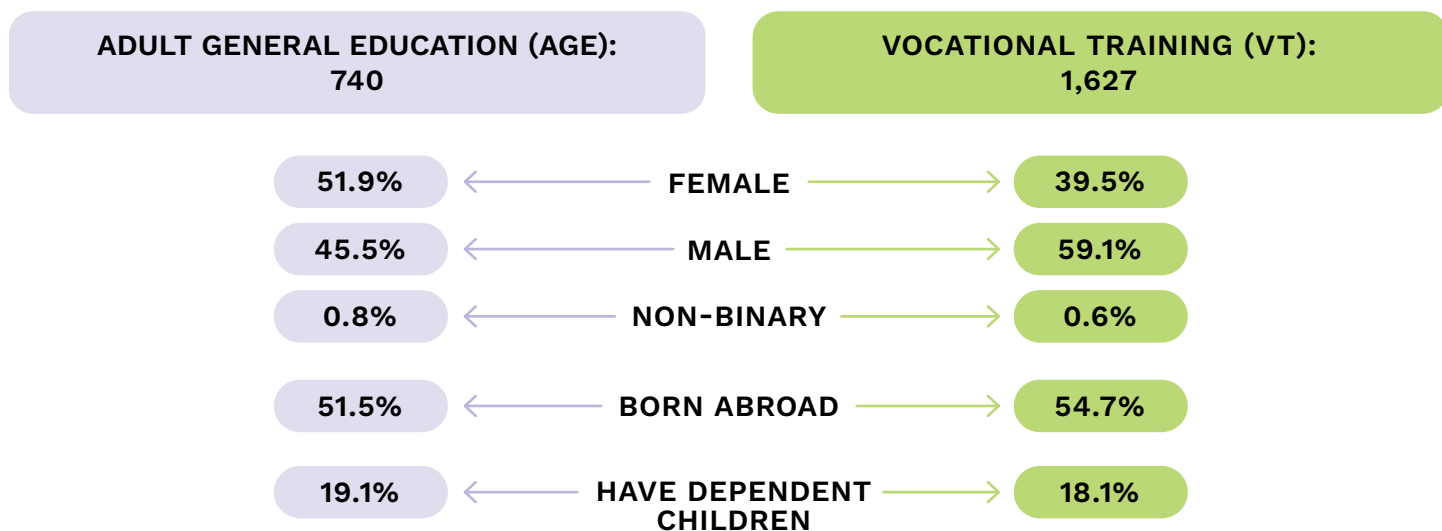 ADULT GENERAL EDUCATION (AGE):
740
VOCATIONAL TRAINING (VT):
1,627
51.9% FEMALE 39.5%
45.5% MALE 59.1%
0.8% NON-BINARY 0.6%
51.5% BORN ABROAD 54.7%
19.1% HAVE DEPENDENT 18.1%
CHILDREN